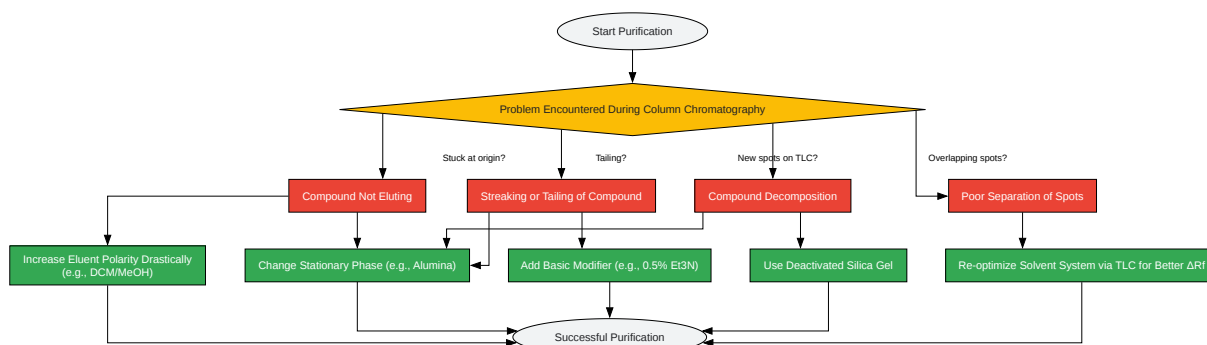 Start Purification
Problem Encountered During Column Chromatography
Stuck at origin?
Tailing?
New spots on TLC?
Overlapping spots?
Compound Not Eluting
Streaking or Tailing of Compound
Compound Decomposition
Poor Separation of Spots
Increase Eluent Polarity Drastically
(e.g., DCM/MeOH)
Change Stationary Phase (e.g., Alumina)
Add Basic Modifier (e.g., 0.5% Et3N)
Use Deactivated Silica Gel
Re-optimize Solvent System via TLC for Better ΔRf
Successful Purification